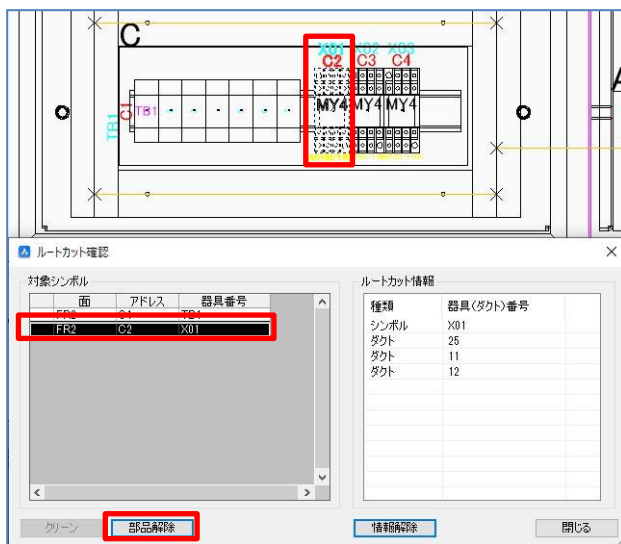 C
X01 X02 X03
C2 C3 C4
TB1 C1 TB1
MY4 MY4 MY4
ルートカット確認
対象シンボル
面 アドレス 器具番号
FR2 C1 TB1
FR2 C2 X01
ルートカット情報
種類 器具(ダクト)番号
シンボル X01
ダクト 25
ダクト 11
ダクト 12
クリーン 部品解除 情報解除 閉じる